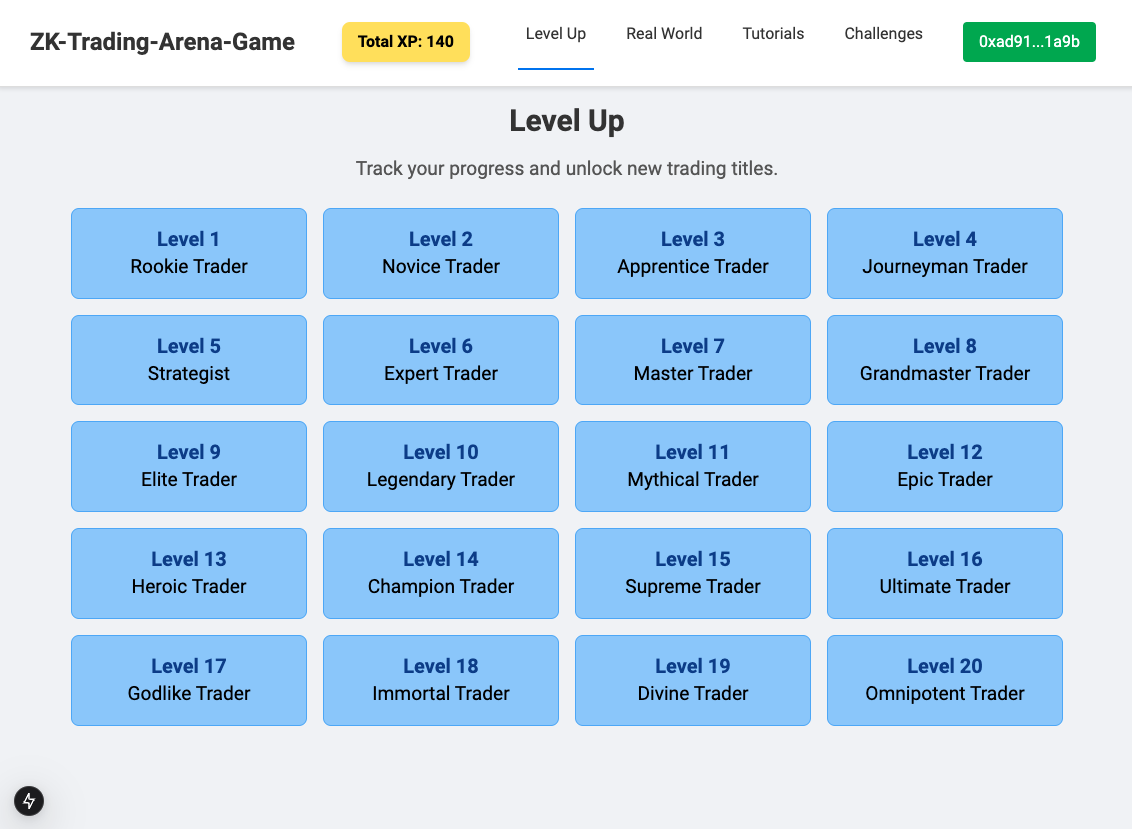 ZK-Trading-Arena-Game
Total XP: 140
Level Up
Real World
Tutorials
Challenges
0xad91...1a9b
Level Up
Track your progress and unlock new trading titles.
Level 1
Rookie Trader
Level 2
Novice Trader
Level 3
Apprentice Trader
Level 4
Journeyman Trader
Level 5
Strategist
Level 6
Expert Trader
Level 7
Master Trader
Level 8
Grandmaster Trader
Level 9
Elite Trader
Level 10
Legendary Trader
Level 11
Mythical Trader
Level 12
Epic Trader
Level 13
Heroic Trader
Level 14
Champion Trader
Level 15
Supreme Trader
Level 16
Ultimate Trader
Level 17
Godlike Trader
Level 18
Immortal Trader
Level 19
Divine Trader
Level 20
Omnipotent Trader